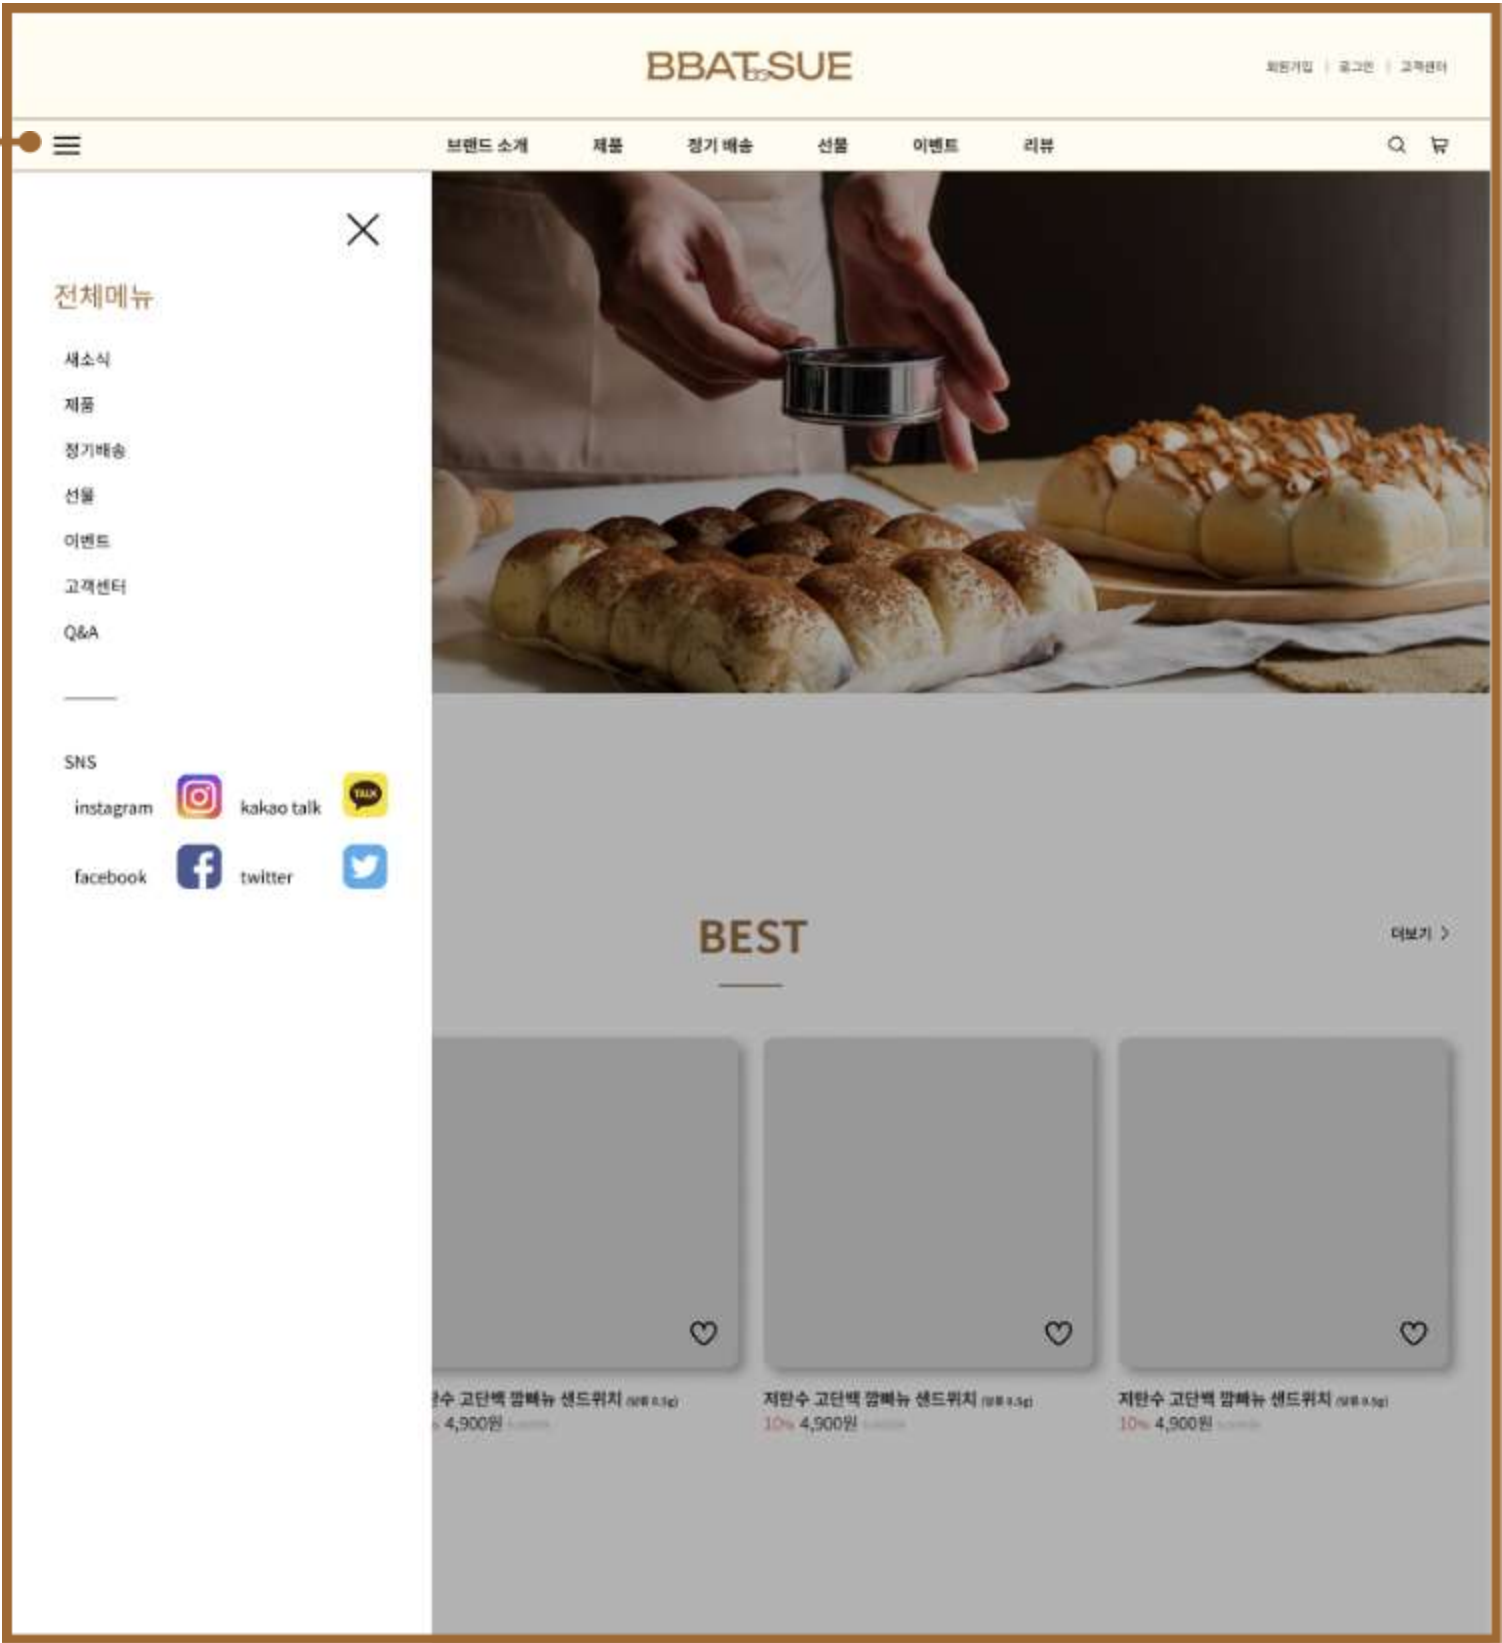 BBAT SUE
회원가입 | 로그인 | 고객센터
브랜드 소개 제품 정기 배송 선물 이벤트 리뷰
전체메뉴
새소식
제품
정기배송
선물
이벤트
고객센터
Q&A
SNS
instagram kakao talk
TALK
facebook twitter
BEST
더보기
고단백 깜빠뉴 샌드위치
4,900원
저탄수 고단백 깜빠뉴 샌드위치
10% 4,900원
저탄수 고단백 깜빠뉴 샌드위치
10% 4,900원